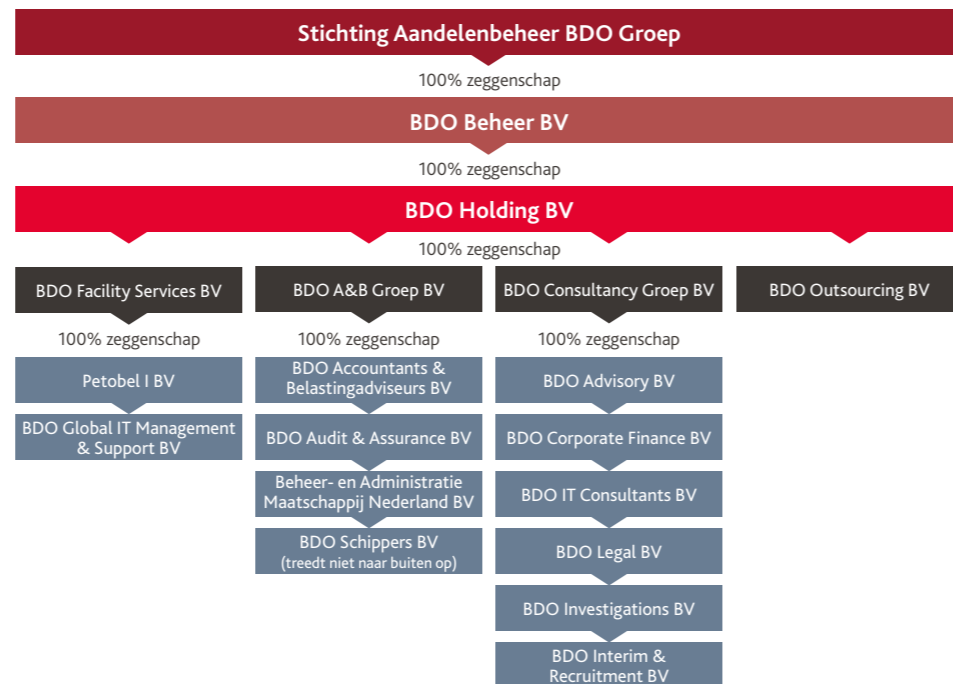 Stichting Aandelenbeheer BDO Groep
100% zeggenschap
BDO Beheer BV
100% zeggenschap
BDO Holding BV
100% zeggenschap
BDO Facility Services BV
100% zeggenschap
Petobel I BV
BDO Global IT Management
& Support BV
BDO A&B Groep BV
100% zeggenschap
BDO Accountants &
Belastingadviseurs BV
BDO Audit & Assurance BV
Beheer- en Administratie
Maatschappij Nederland BV
BDO Schippers BV
(treedt niet naar buiten op)
BDO Consultancy Groep BV
100% zeggenschap
BDO Advisory BV
BDO Corporate Finance BV
BDO IT Consultants BV
BDO Legal BV
BDO Investigations BV
BDO Interim &
Recruitment BV
BDO Outsourcing BV